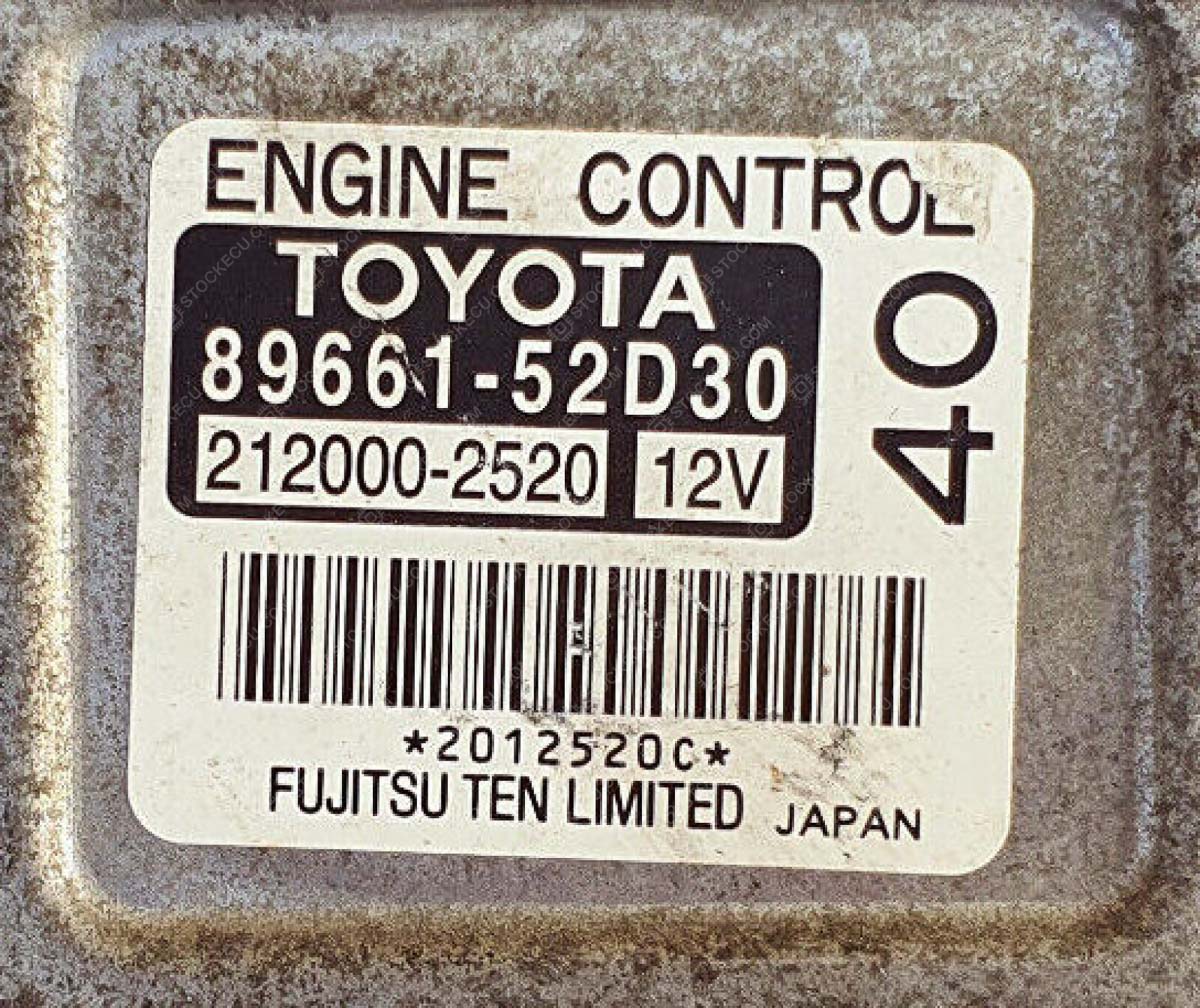 ENGINE CONTROL
TOYOTA
89661-52D30
212000-2520 12V
40
*2012520C*
FUJITSU TEN LIMITED JAPAN